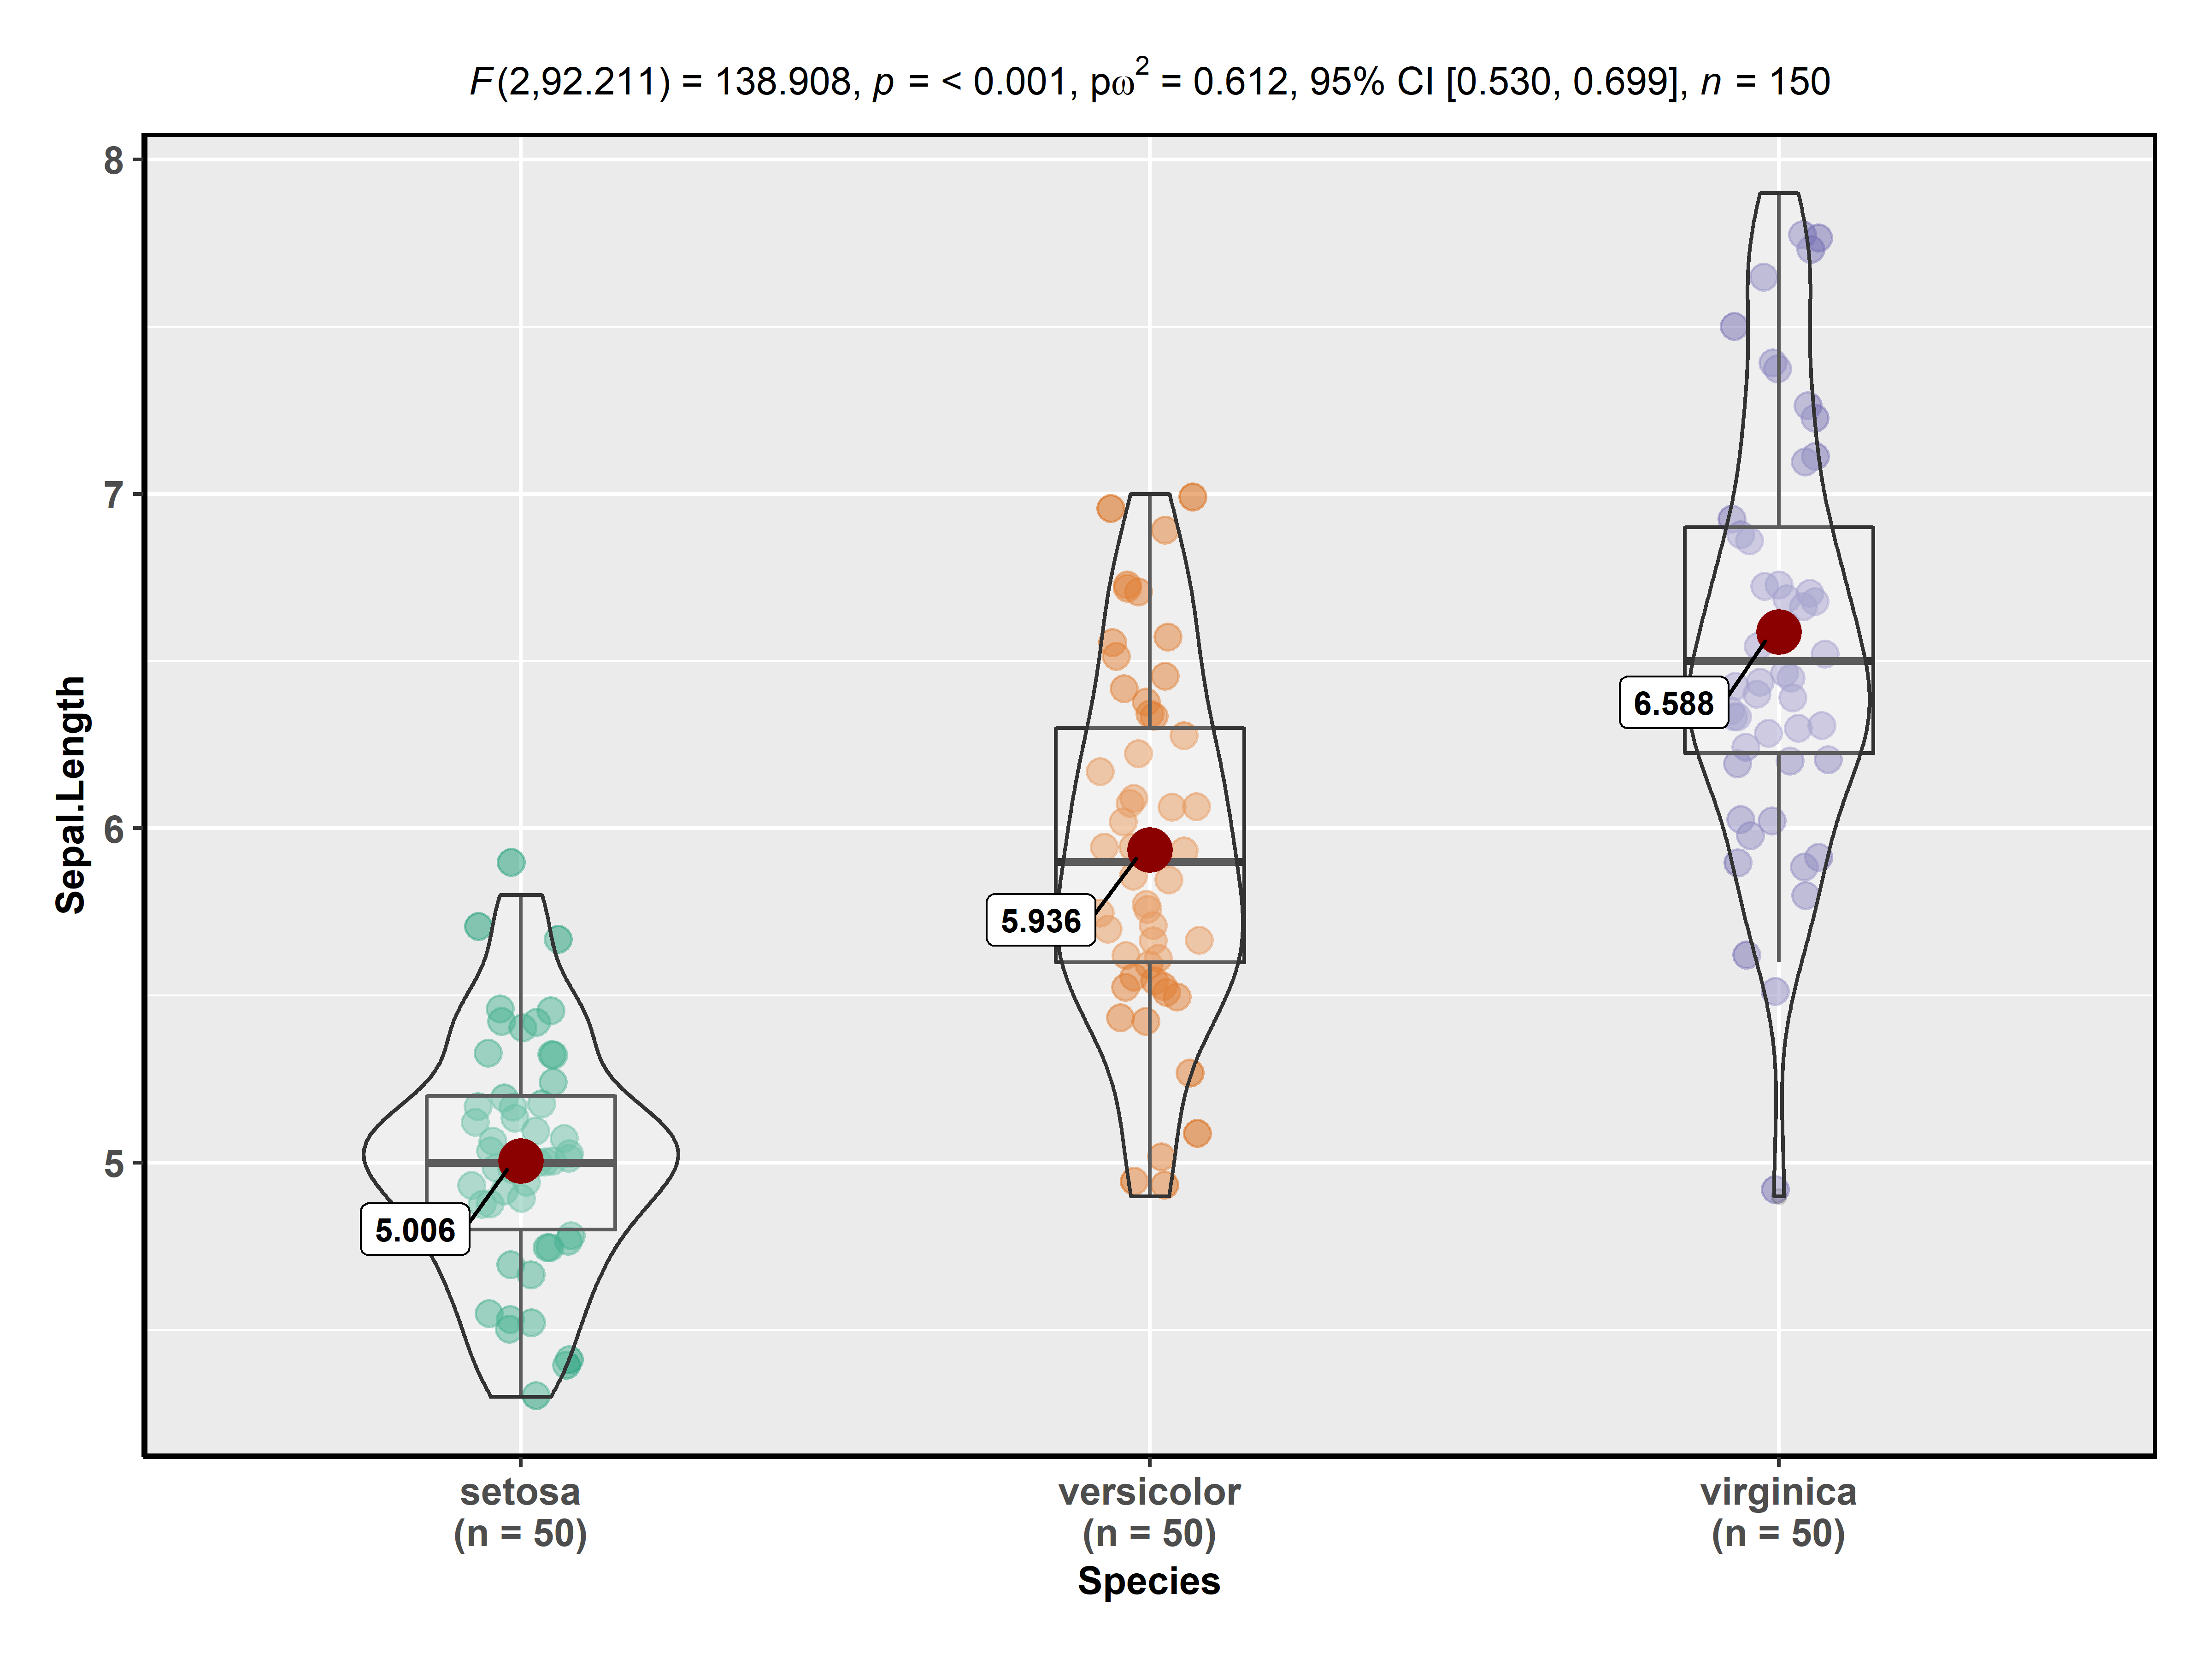 F(2,92.211) = 138.908, p = < 0.001, pω² = 0.612, 95% CI [0.530, 0.699], n = 150
Sepal.Length
8
7
6
5
6.588
5.936
5.006
setosa
(n = 50)
versicolor
(n = 50)
virginica
(n = 50)
Species